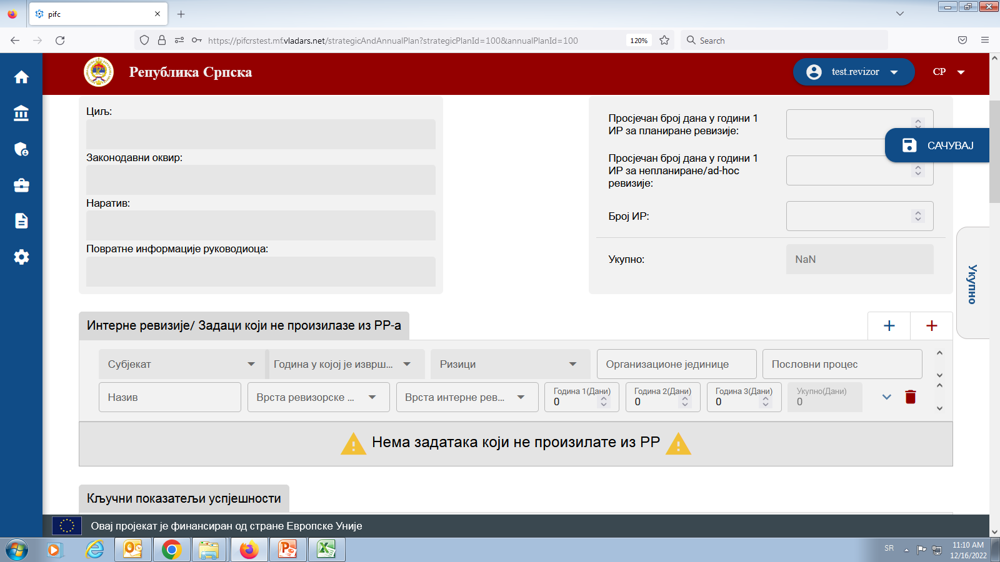 pifc
https://pifcrstest.mf.vladars.net/strategicAndAnnualPlan?strategicPlanId=100&annualPlanId=100
120%
Search
Република Српска
test.revizor
СР
Циљ:
Законодавни оквир:
Наратив:
Повратне информације руководиоца:
Просјечан број дана у години 1
ИР за планиране ревизије:
САЧУВАЈ
Просјечан број дана у години 1
ИР за непланиране/ad-hoc
ревизије:
Број ИР:
Укупно:
NaN
Укупно
Интерне ревизије/ Задаци који не произилазе из РР-а
Субјекат
Година у којој је изврш...
Ризици
Организационе јединице
Пословни процес
Назив
Врста ревизорске ...
Врста интерне рев...
Година 1(Дани)
0
Година 2(Дани)
0
Година 3(Дани)
0
Укупно(Дани)
0
Нема задатака који не произилате из РР
Кључни показатељи успјешности
Овај пројекат је финансиран од стране Европске Уније
SR
11:10 AM
12/16/2022